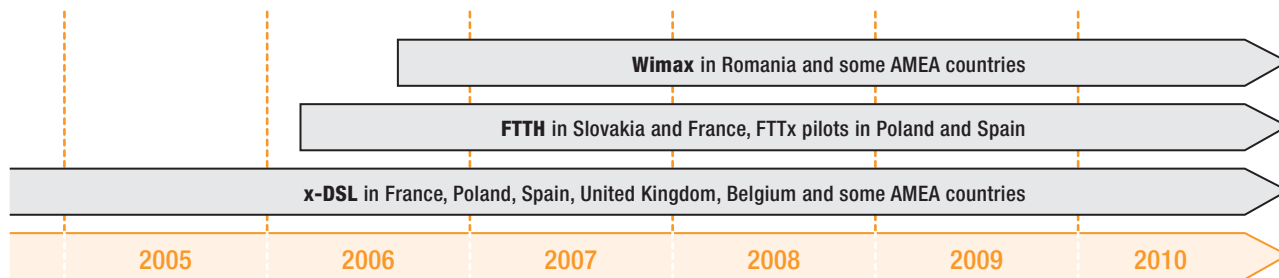 Wimax in Romania and some AMEA countries
FTTH in Slovakia and France, FTTx pilots in Poland and Spain
x-DSL in France, Poland, Spain, United Kingdom, Belgium and some AMEA countries
2005 2006 2007 2008 2009 2010